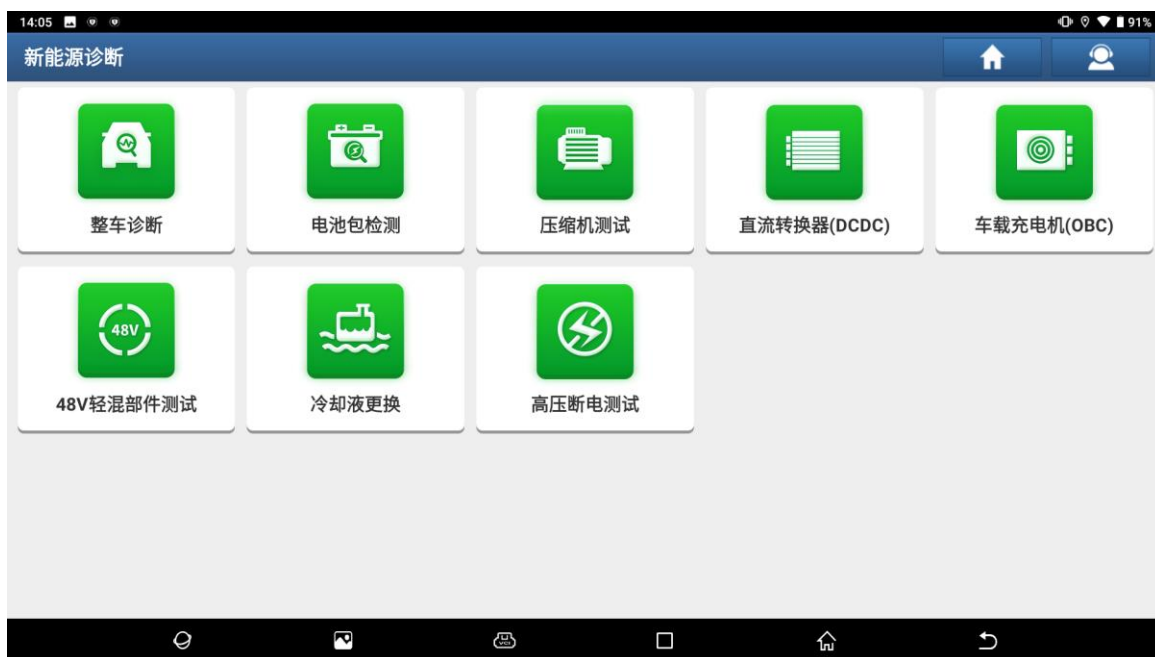 14:05
91%
新能源诊断
整车诊断
电池包检测
压缩机测试
直流转换器(DCDC)
车载充电机(OBC)
48V
48V轻混部件测试
冷却液更换
高压断电测试
VCI